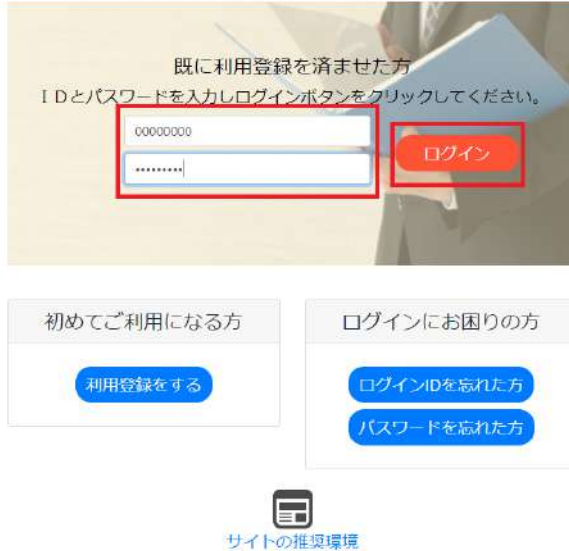 既に利用登録を済ませた方
ＩＤとパスワードを入力しログインボタンをクリックしてください。
00000000
•••••••••
ログイン
初めてご利用になる方
利用登録をする
ログインにお困りの方
ログインIDを忘れた方
パスワードを忘れた方
サイトの推奨環境